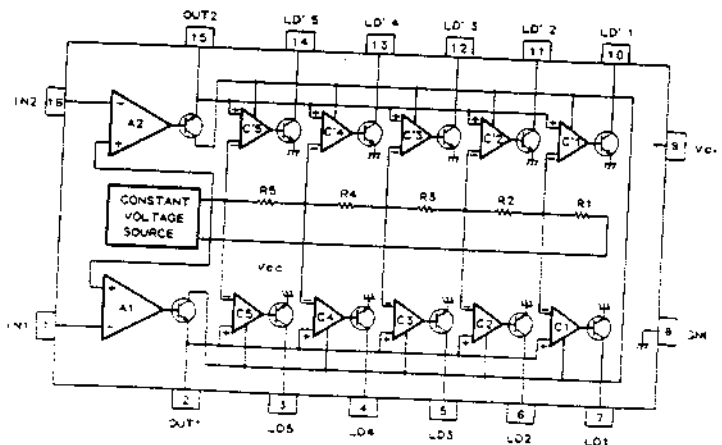 OUT2 LD' 5 LD' 4 LD' 3 LD' 2 LD' 1
15 14 13 12 11 10
IN2 16
A2 C'5 C'4 C'3 C'2 C'1
9
R5 R4 R3 R2 R1
CONSTANT
VOLTAGE
SOURCE
Vcc
A1 C5 C4 C3 C2 C1
IN1 1
8
2 3 4 5 6 7
LD5 LD4 LD3 LD2 LD1